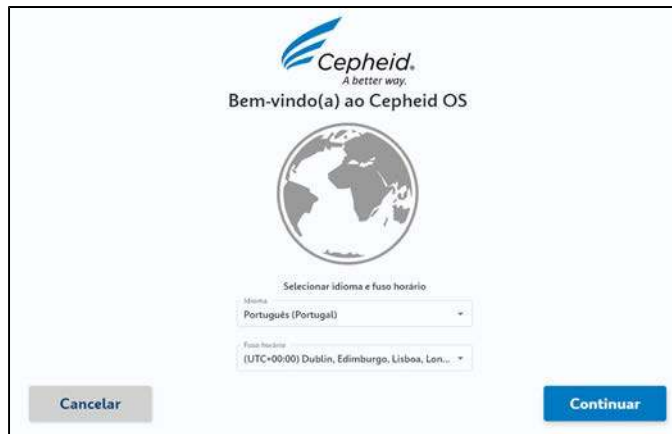 Cepheid.
A better way.
Bem-vindo(a) ao Cepheid OS
Selecionar idioma e fuso horário
Idioma
Português (Portugal)
Fuso horário
(UTC+00:00) Dublin, Edimburgo, Lisboa, Lon...
Cancelar
Continuar